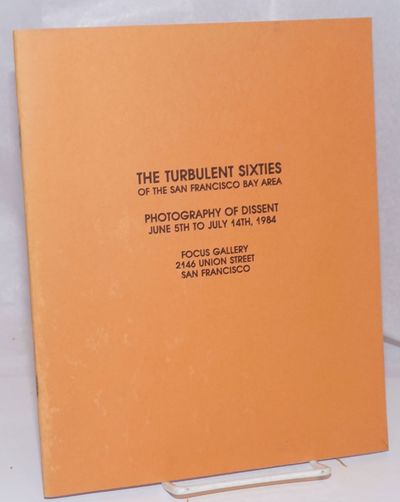 THE TURBULENT SIXTIES
OF THE SAN FRANCISCO BAY AREA
PHOTOGRAPHY OF DISSENT
JUNE 5TH TO JULY 14TH, 1984
FOCUS GALLERY
2146 UNION STREET
SAN FRANCISCO